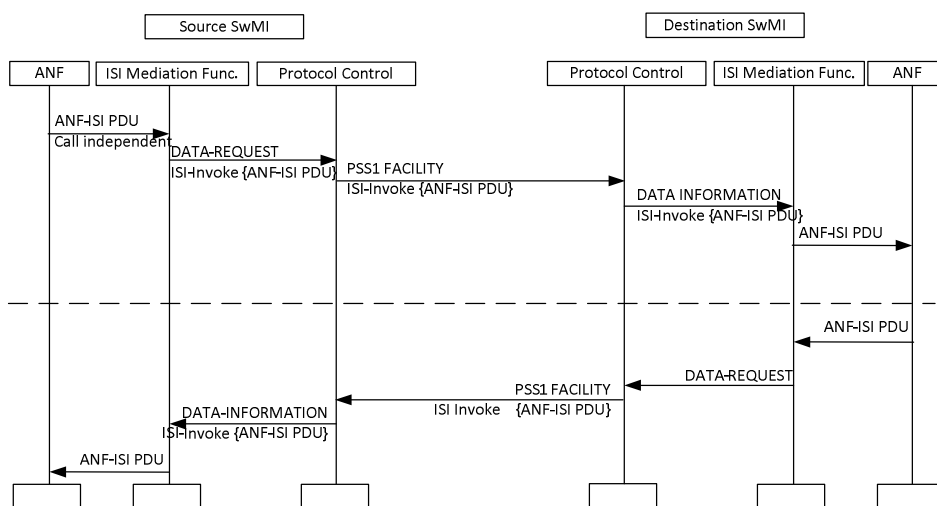 Source SwMI
Destination SwMI
ANF
ISI Mediation Func.
Protocol Control
Protocol Control
ISI Mediation Func.
ANF
ANF-ISI PDU
Call independent
DATA-REQUEST
ISI-Invoke {ANF-ISI PDU}
PSS1 FACILITY
ISI-Invoke {ANF-ISI PDU}
DATA INFORMATION
ISI-Invoke {ANF-ISI PDU}
ANF-ISI PDU
ANF-ISI PDU
DATA-REQUEST
PSS1 FACILITY
ISI Invoke {ANF-ISI PDU}
DATA-INFORMATION
ISI-Invoke {ANF-ISI PDU}
ANF-ISI PDU